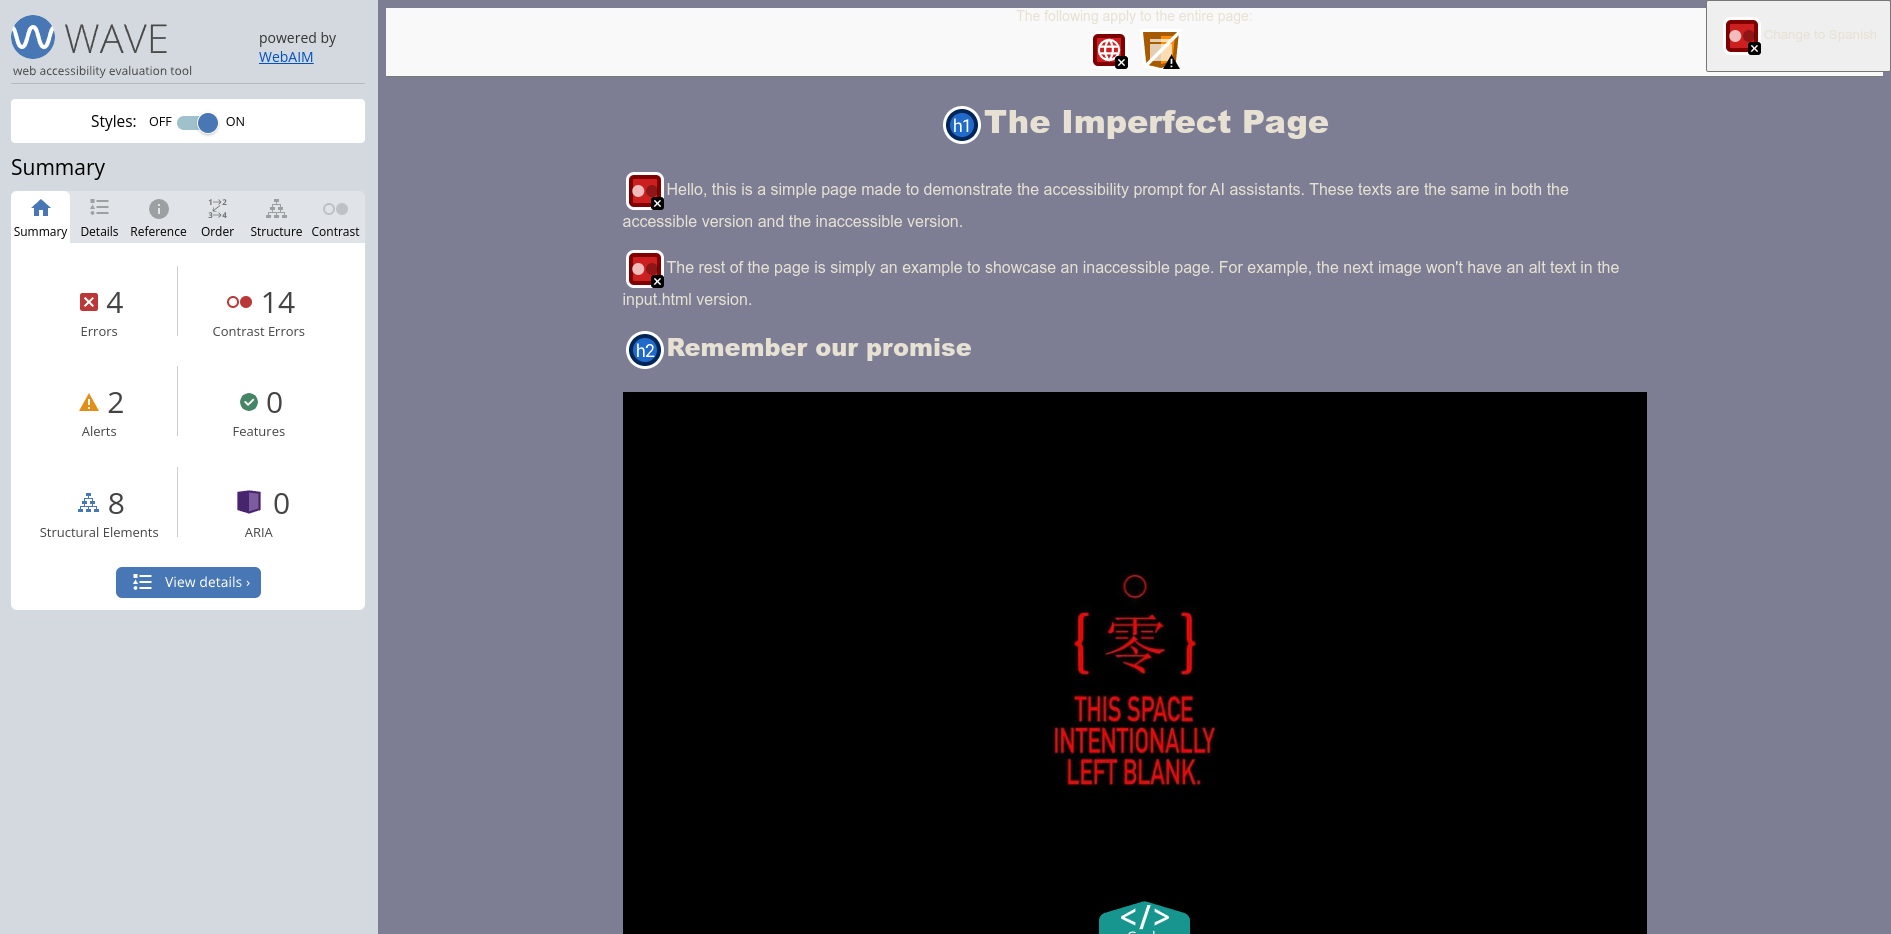 WAVE
web accessibility evaluation tool
powered by
WebAIM
Styles: OFF ON
Summary
Summary Details Reference Order Structure Contrast
4
Errors
14
Contrast Errors
2
Alerts
0
Features
8
Structural Elements
0
ARIA
View details ›
The following apply to the entire page:
Change to Spanish
h1 The Imperfect Page
Hello, this is a simple page made to demonstrate the accessibility prompt for AI assistants. These texts are the same in both the
accessible version and the inaccessible version.
The rest of the page is simply an example to showcase an inaccessible page. For example, the next image won't have an alt text in the
input.html version.
h2 Remember our promise
{ 零 }
THIS SPACE
INTENTIONALLY
LEFT BLANK.
</>